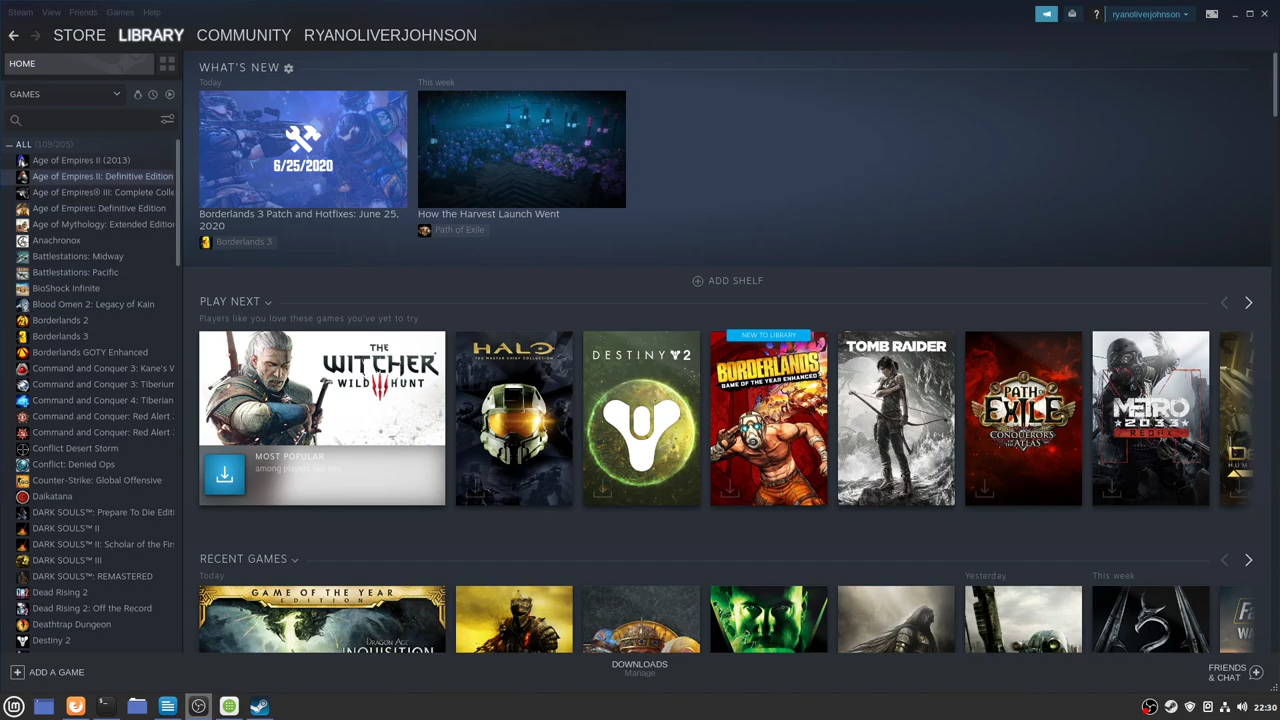 Steam View Friends Games Help
ryanoliverjohnson
STORE LIBRARY COMMUNITY RYANOLIVERJOHNSON
HOME
GAMES
ALL (109/205)
Age of Empires II (2013)
Age of Empires II: Definitive Edition
Age of Empires® III: Complete Colle
Age of Empires: Definitive Edition
Age of Mythology: Extended Edition
Anachronox
Battlestations: Midway
Battlestations: Pacific
BioShock Infinite
Blood Omen 2: Legacy of Kain
Borderlands 2
Borderlands 3
Borderlands GOTY Enhanced
Command and Conquer 3: Kane's W
Command and Conquer 3: Tiberium
Command and Conquer 4: Tiberian
Command and Conquer: Red Alert
Command and Conquer: Red Alert
Conflict Desert Storm
Conflict: Denied Ops
Counter-Strike: Global Offensive
Daikatana
DARK SOULS™: Prepare To Die Editi
DARK SOULS™ II
DARK SOULS™ II: Scholar of the Firs
DARK SOULS™ III
DARK SOULS™: REMASTERED
Dead Rising 2
Dead Rising 2: Off the Record
Deathtrap Dungeon
Destiny 2
ADD A GAME
WHAT'S NEW
Today
This week
6/25/2020
Borderlands 3 Patch and Hotfixes: June 25,
2020
Borderlands 3
How the Harvest Launch Went
Path of Exile
ADD SHELF
PLAY NEXT
Players like you love these games you've yet to try
THE
WITCHER
WILD HUNT
MOST POPULAR
among players like you
HALO
THE MASTER CHIEF COLLECTION
DESTINY 2
NEW TO LIBRARY
BORDERLANDS
GAME OF THE YEAR ENHANCED
TOMB RAIDER
PATH OF
EXILE
CONQUERORS
OF THE ATLAS
METRO
2033
REDUX
RECENT GAMES
Today
Yesterday
This week
GAME OF THE YEAR
EDITION
DRAGON AGE
INQUISITION
DOWNLOADS
Manage
FRIENDS
& CHAT
22:30